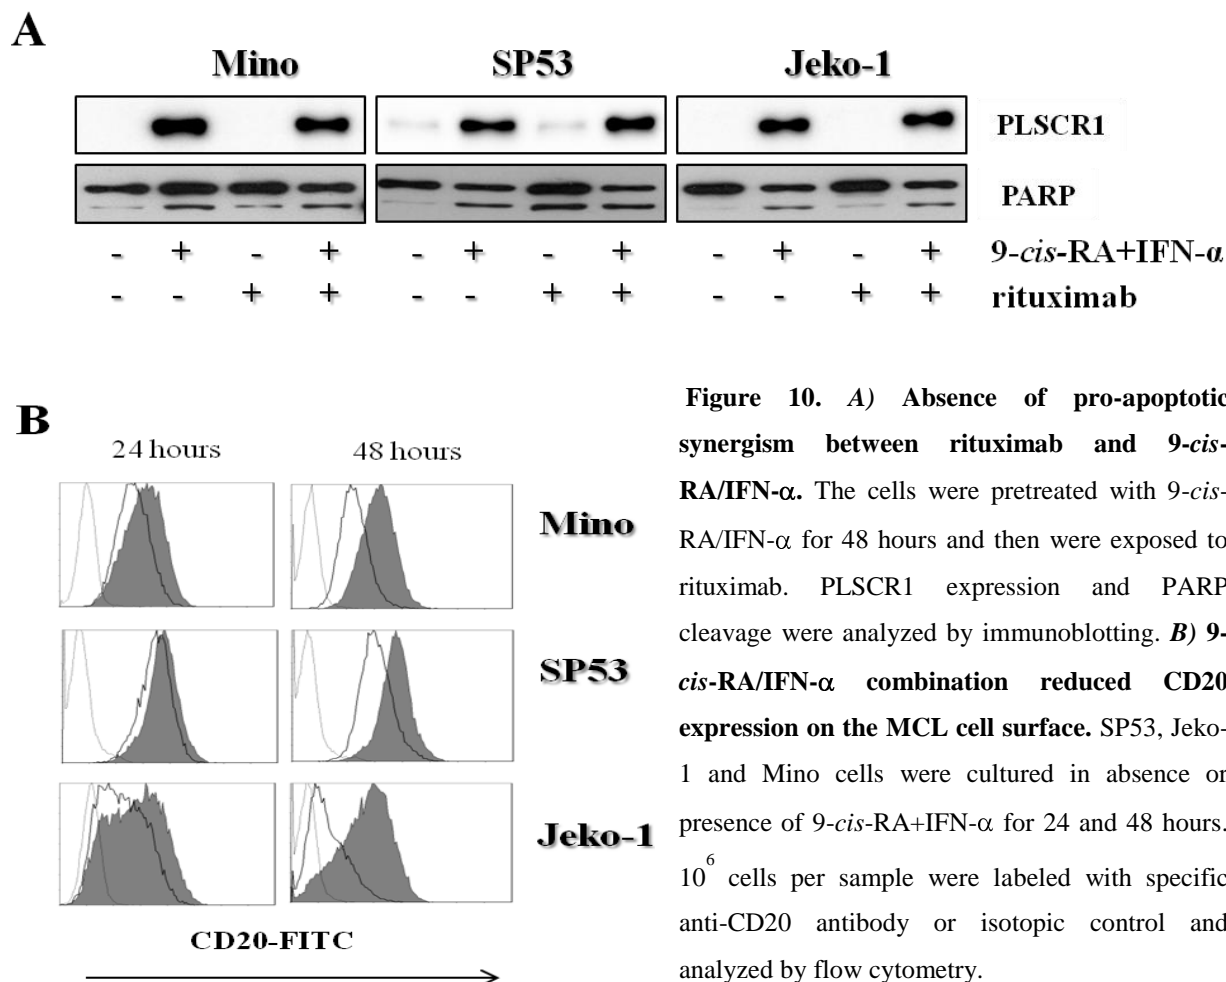 A
Mino SP53 Jeko-1
PLSCR1
PARP
- + - + - + - + - + - + 9-cis-RA+IFN-α
- - + + - - + + - - + + rituximab
B
24 hours 48 hours
Mino
SP53
Jeko-1
CD20-FITC
Figure 10. A) Absence of pro-apoptotic
synergism between rituximab and 9-cis-
RA/IFN-α. The cells were pretreated with 9-cis-
RA/IFN-α for 48 hours and then were exposed to
rituximab. PLSCR1 expression and PARP
cleavage were analyzed by immunoblotting. B) 9-
cis-RA/IFN-α combination reduced CD20
expression on the MCL cell surface. SP53, Jeko-
1 and Mino cells were cultured in absence or
presence of 9-cis-RA+IFN-α for 24 and 48 hours.
10⁶ cells per sample were labeled with specific
anti-CD20 antibody or isotopic control and
analyzed by flow cytometry.